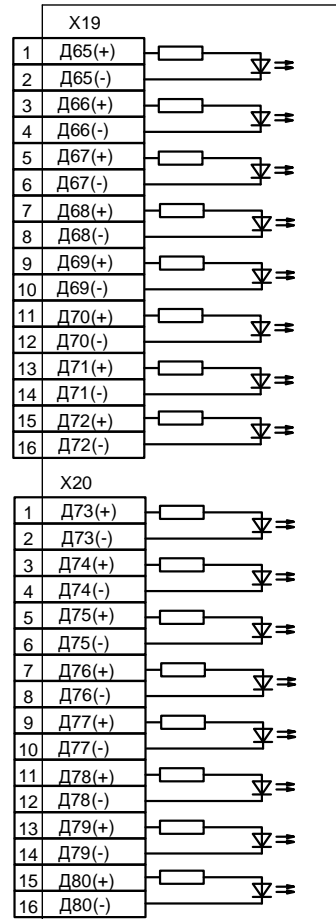 X19
1 Д65(+)
2 Д65(-)
3 Д66(+)
4 Д66(-)
5 Д67(+)
6 Д67(-)
7 Д68(+)
8 Д68(-)
9 Д69(+)
10 Д69(-)
11 Д70(+)
12 Д70(-)
13 Д71(+)
14 Д71(-)
15 Д72(+)
16 Д72(-)
X20
1 Д73(+)
2 Д73(-)
3 Д74(+)
4 Д74(-)
5 Д75(+)
6 Д75(-)
7 Д76(+)
8 Д76(-)
9 Д77(+)
10 Д77(-)
11 Д78(+)
12 Д78(-)
13 Д79(+)
14 Д79(-)
15 Д80(+)
16 Д80(-)